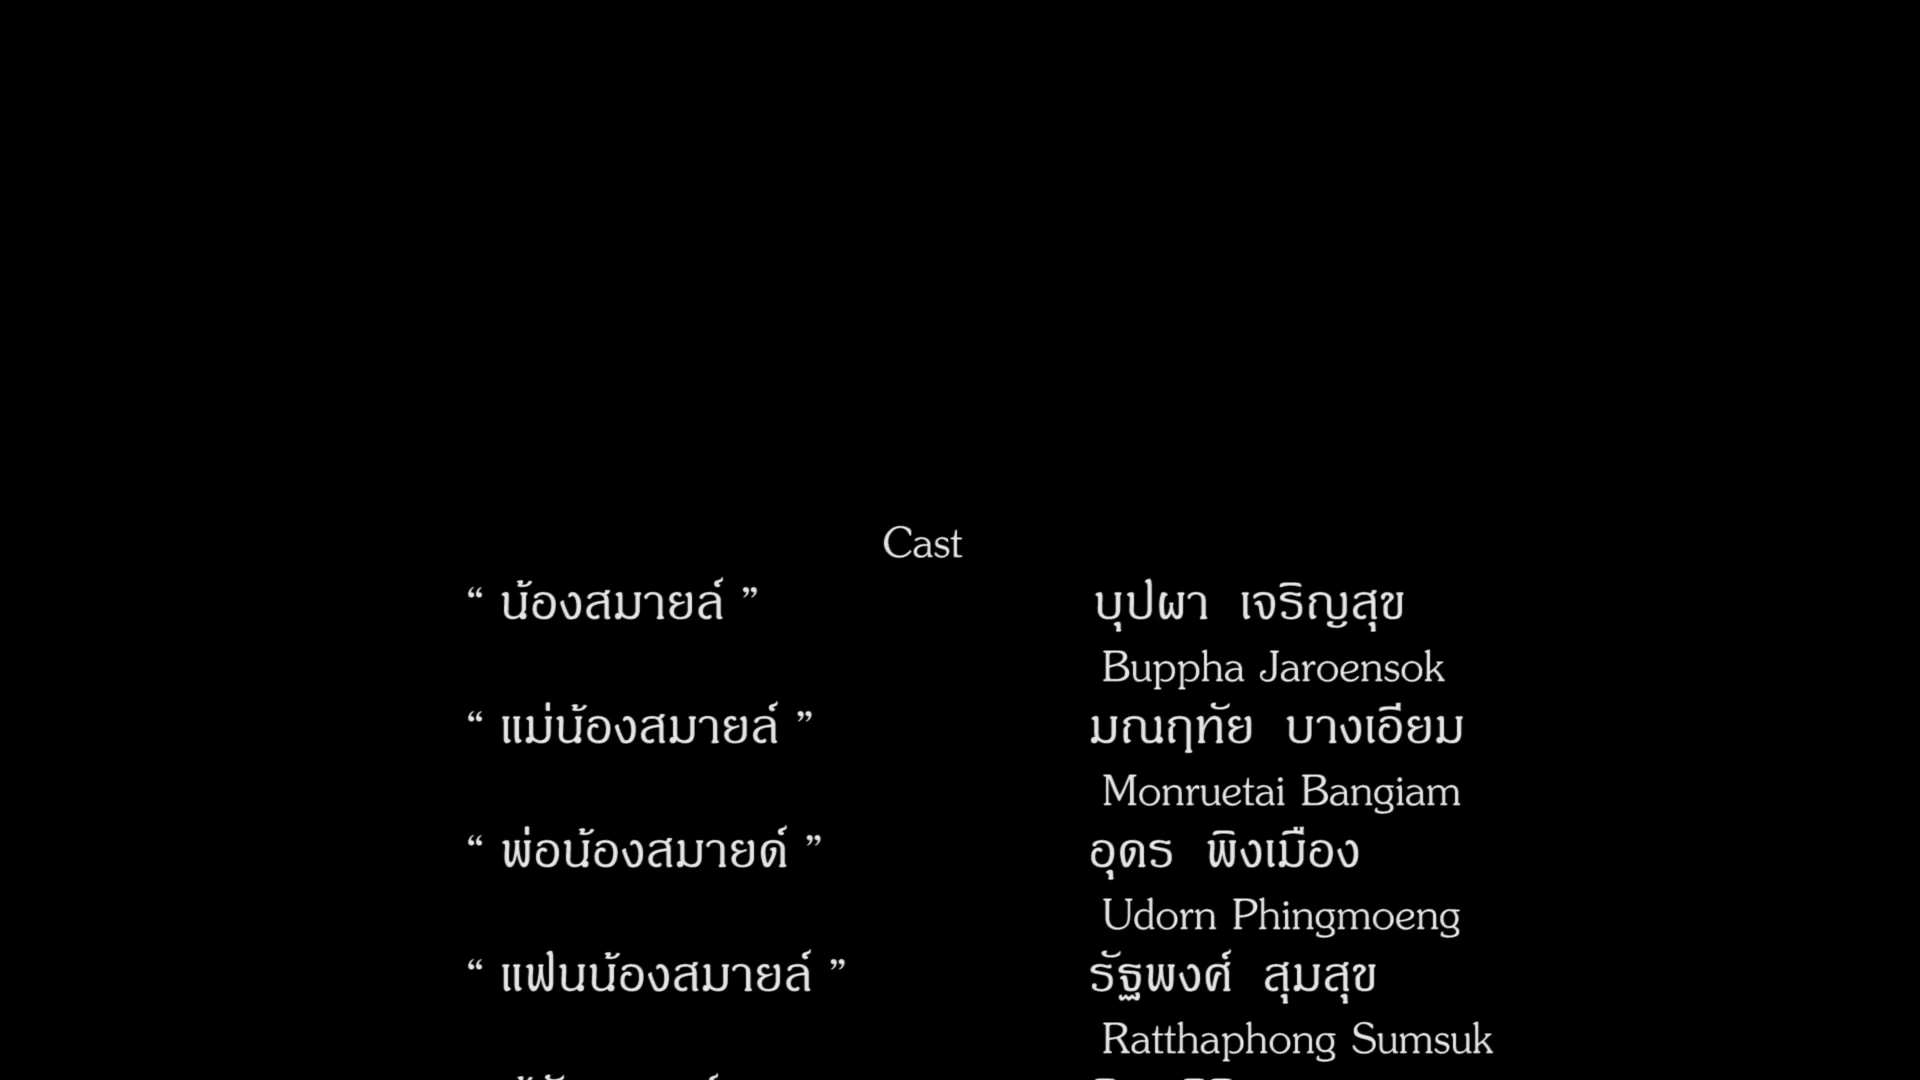 Cast
“ น้องสมายล์ ” บุปผา เจริญสุข
Buppha Jaroensok
“ แม่น้องสมายล์ ” มณฤทัย บางเอียม
Monruetai Bangiam
“ พ่อน้องสมายด์ ” อุดร พิงเมือง
Udorn Phingmoeng
“ แฟนน้องสมายล์ ” รัฐพงศ์ สุมสุข
Ratthaphong Sumsuk